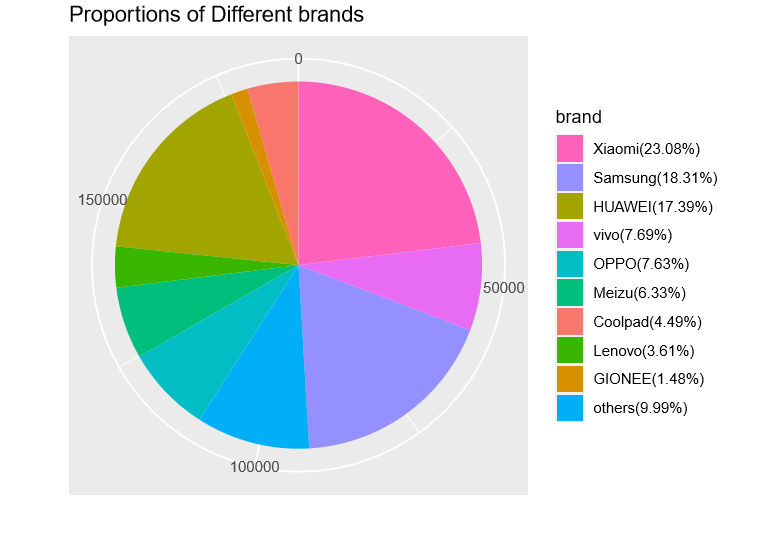 Proportions of Different brands
0
150000
50000
100000
brand
Xiaomi(23.08%)
Samsung(18.31%)
HUAWEI(17.39%)
vivo(7.69%)
OPPO(7.63%)
Meizu(6.33%)
Coolpad(4.49%)
Lenovo(3.61%)
GIONEE(1.48%)
others(9.99%)